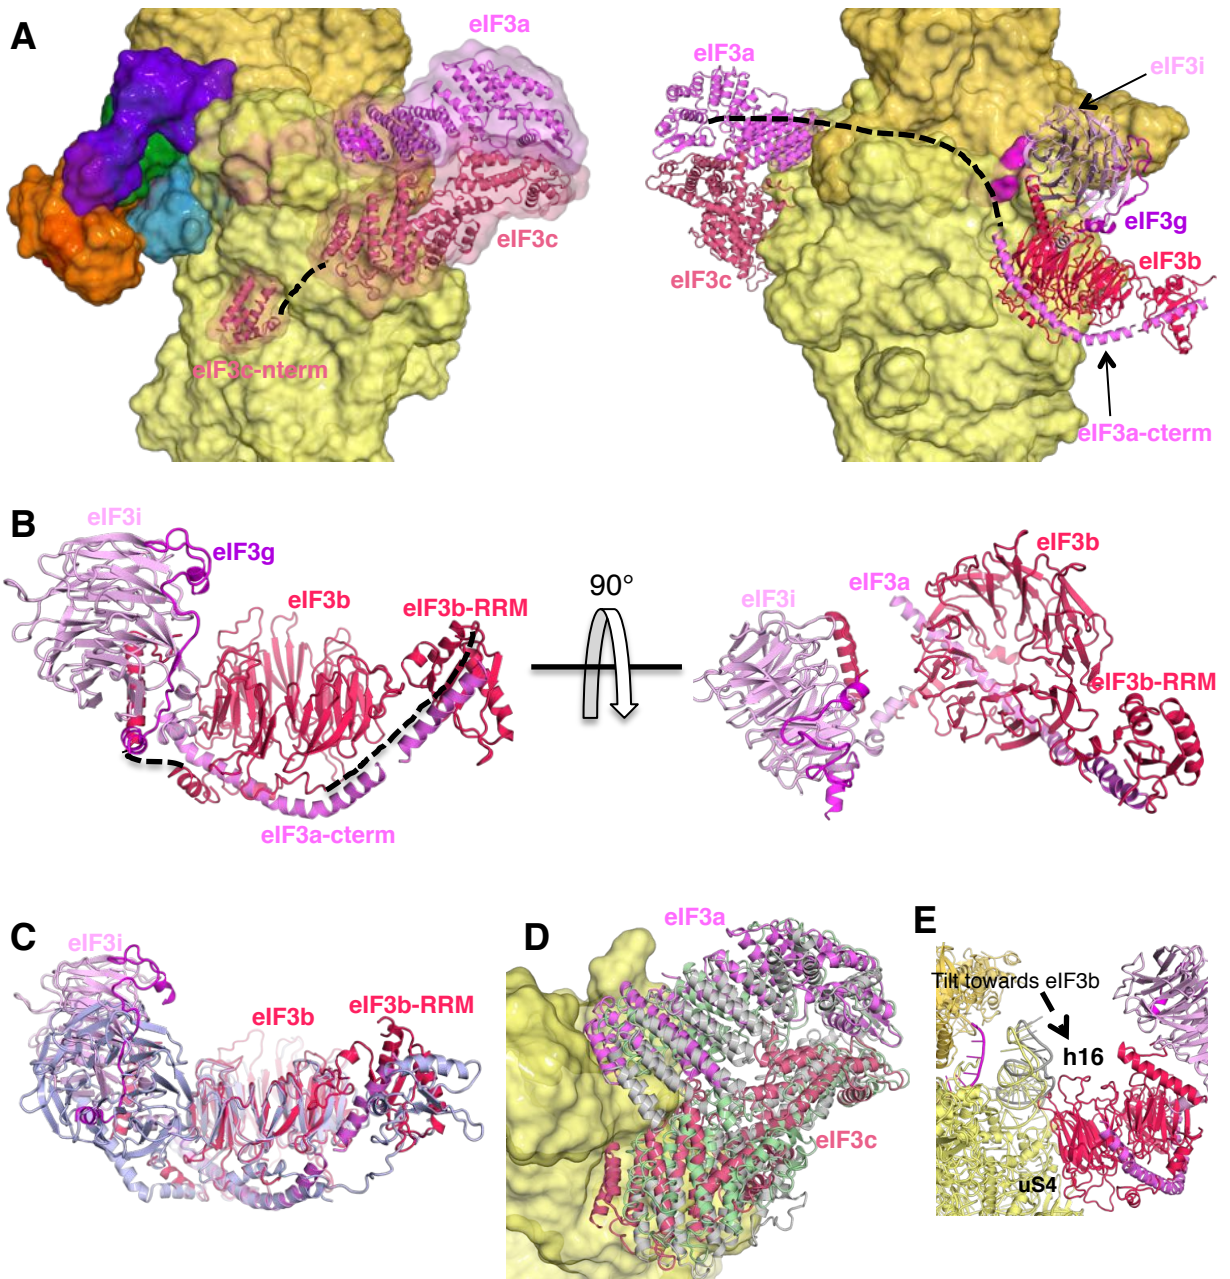 A
eIF3a
eIF3c
eIF3c-nterm
eIF3a
eIF3i
eIF3g
eIF3b
eIF3c
eIF3a-cterm
B
eIF3i
eIF3g
eIF3b
eIF3b-RRM
eIF3a-cterm
90°
eIF3b
eIF3a
eIF3i
eIF3b-RRM
C
eIF3i
eIF3b
eIF3b-RRM
D
eIF3a
eIF3c
E
Tilt towards eIF3b
h16
uS4